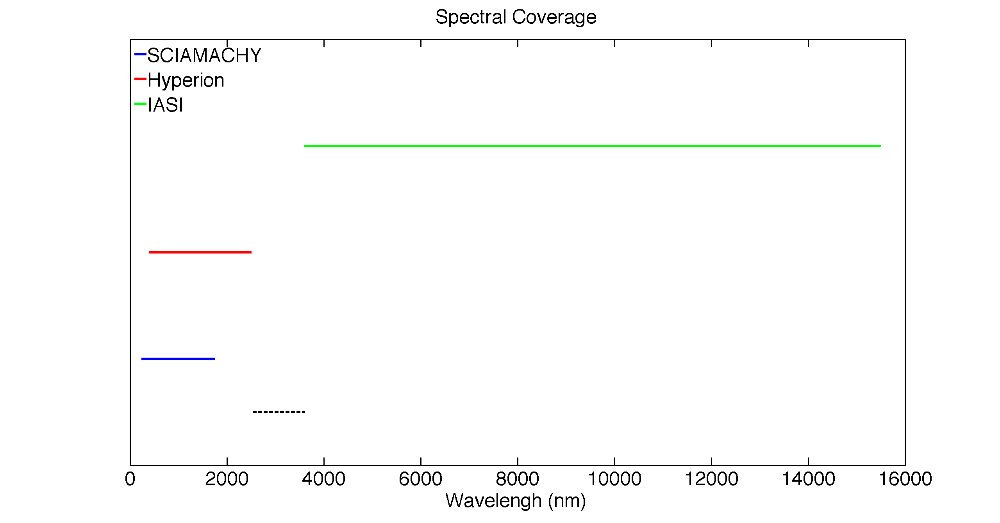 Spectral Coverage
SCIAMACHY
Hyperion
IASI
0 2000 4000 6000 8000 10000 12000 14000 16000
Wavelengh (nm)